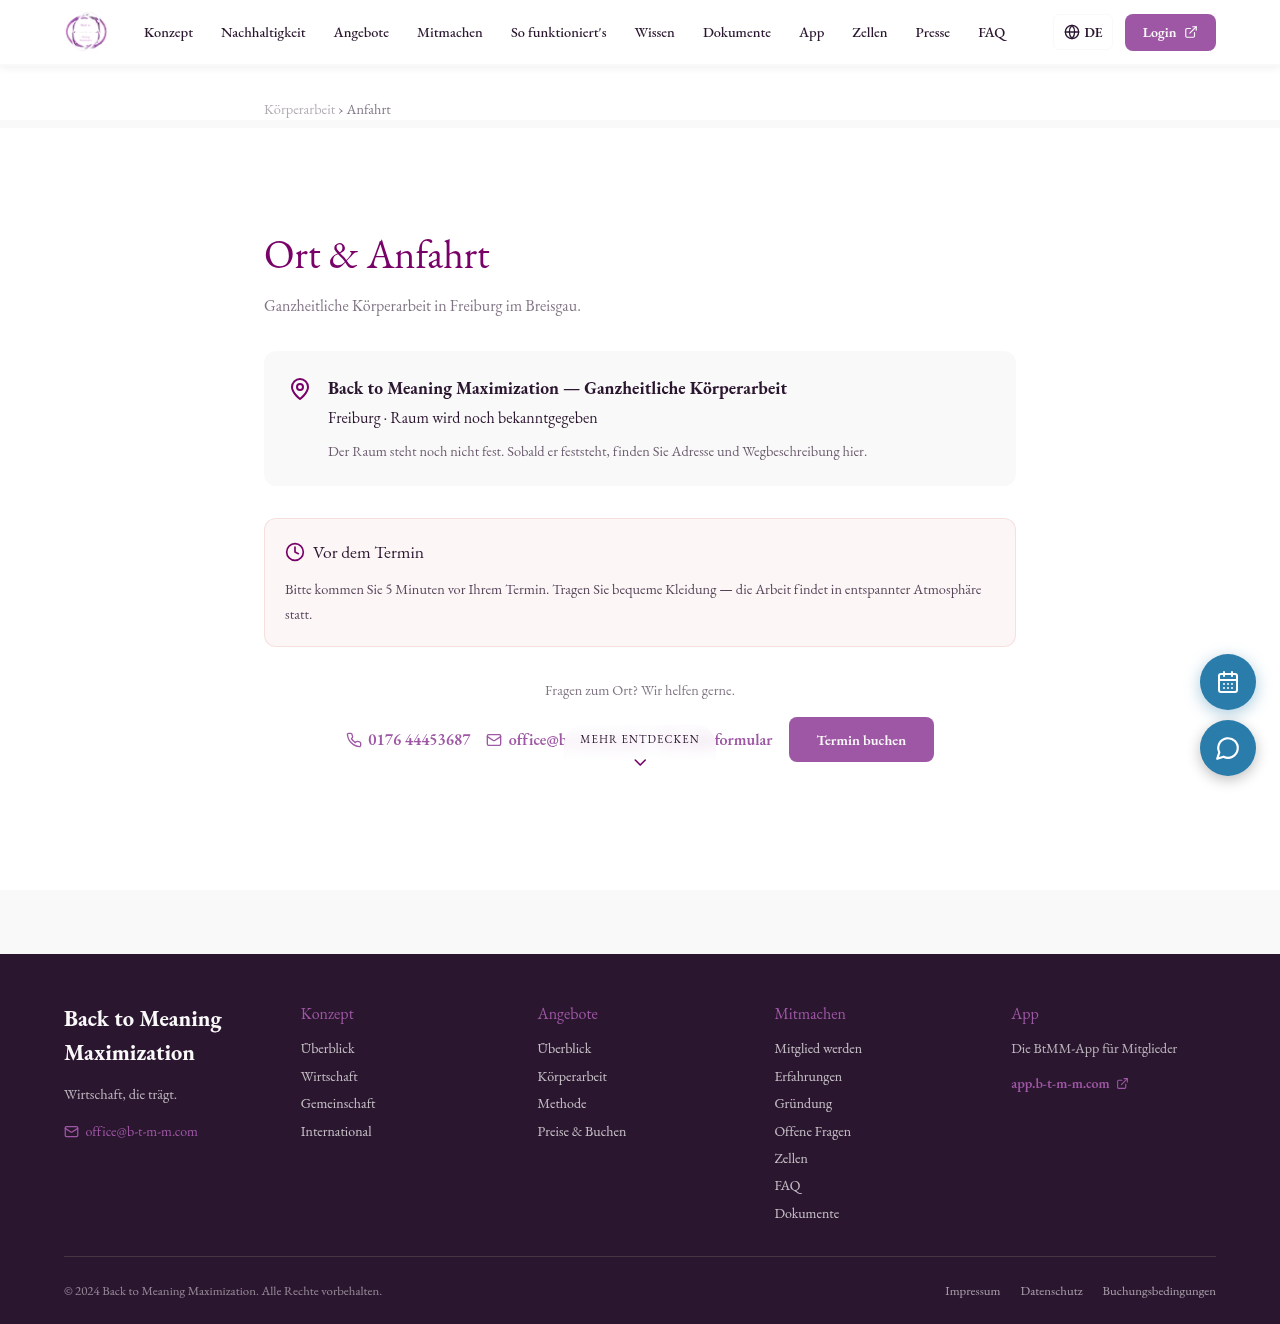 Konzept Nachhaltigkeit Angebote Mitmachen So funktioniert's Wissen Dokumente App Zellen Presse FAQ DE Login
Körperarbeit › Anfahrt
Ort & Anfahrt
Ganzheitliche Körperarbeit in Freiburg im Breisgau.
Back to Meaning Maximization — Ganzheitliche Körperarbeit
Freiburg · Raum wird noch bekanntgegeben
Der Raum steht noch nicht fest. Sobald er feststeht, finden Sie Adresse und Wegbeschreibung hier.
Vor dem Termin
Bitte kommen Sie 5 Minuten vor Ihrem Termin. Tragen Sie bequeme Kleidung — die Arbeit findet in entspannter Atmosphäre
statt.
Fragen zum Ort? Wir helfen gerne.
0176 44453687 office@b MEHR ENTDECKEN formular Termin buchen
Back to Meaning
Maximization
Wirtschaft, die trägt.
office@b-t-m-m.com
Konzept
Überblick
Wirtschaft
Gemeinschaft
International
Angebote
Überblick
Körperarbeit
Methode
Preise & Buchen
Mitmachen
Mitglied werden
Erfahrungen
Gründung
Offene Fragen
Zellen
FAQ
Dokumente
App
Die BtMM-App für Mitglieder
app.b-t-m-m.com
© 2024 Back to Meaning Maximization. Alle Rechte vorbehalten.
Impressum Datenschutz Buchungsbedingungen